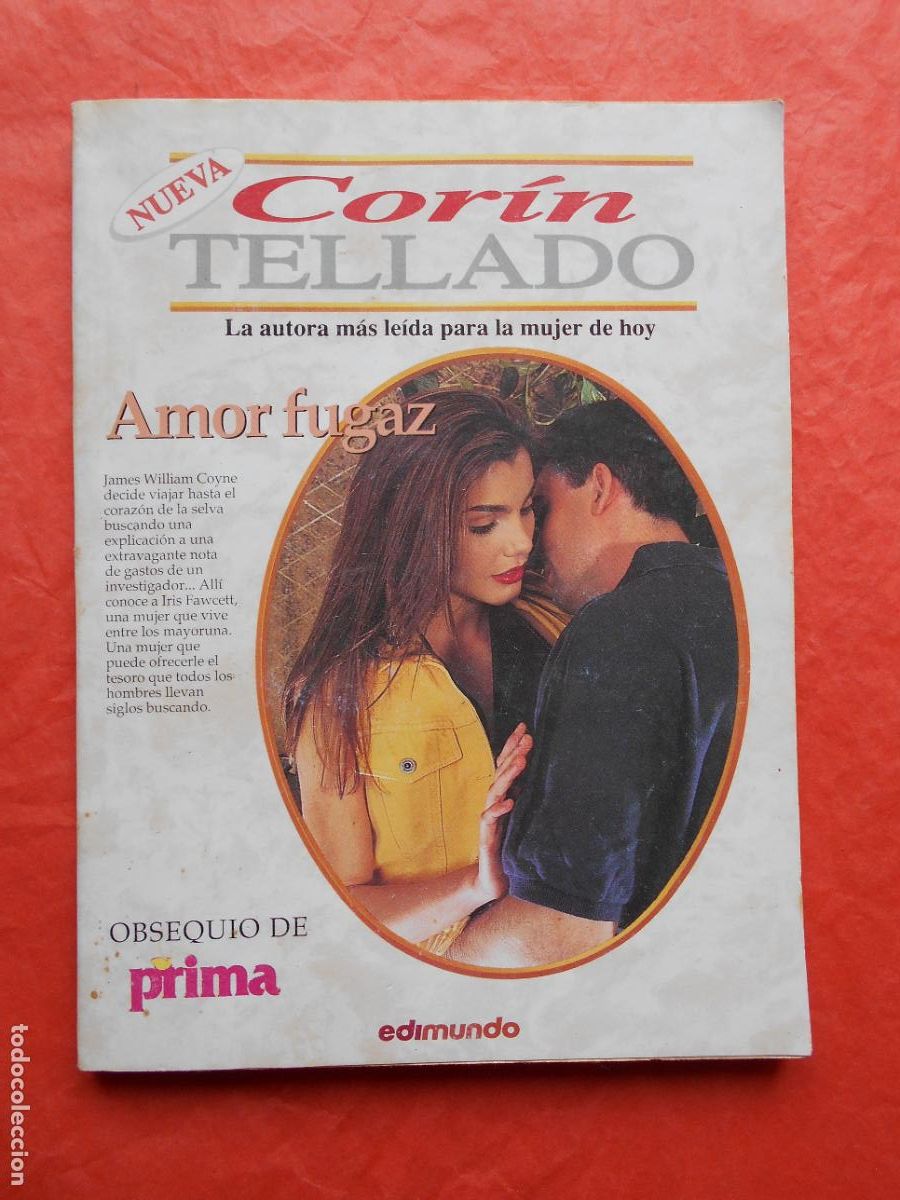 NUEVA
Corín
TELLADO
La autora más leída para la mujer de hoy
Amor fugaz
James William Coyne
decide viajar hasta el
corazón de la selva
buscando una
explicación a una
extravagante nota
de gastos de un
investigador... Allí
conoce a Iris Fawcett,
una mujer que vive
entre los mayoruna.
Una mujer que
puede ofrecerle el
tesoro que todos los
hombres llevan
siglos buscando.
OBSEQUIO DE
prima
edimundo
todocoleccion